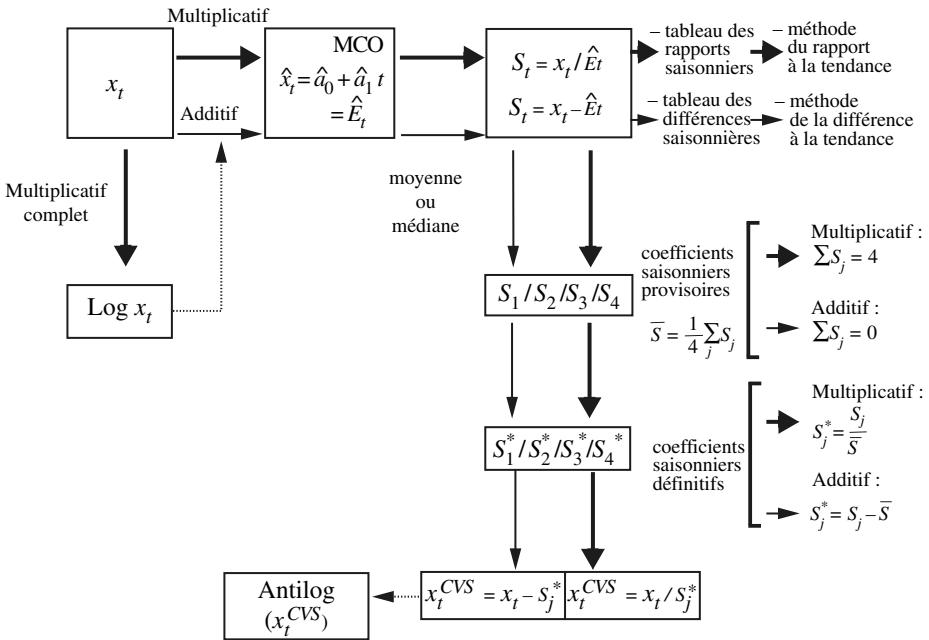 Multiplicatif
x_t
Additif
MCO
x̂_t = â_0 + â_1 t
= Ê_t
S_t = x_t / Êt
S_t = x_t – Êt
– tableau des
rapports
saisonniers
– méthode
du rapport
à la tendance
– tableau des
différences
saisonnières
– méthode
de la différence
à la tendance
Multiplicatif
complet
Log x_t
moyenne
ou
médiane
S_1 / S_2 / S_3 / S_4
coefficients
saisonniers
provisoires
S̅ = 1/4 ∑_j S_j
Multiplicatif :
∑S_j = 4
Additif :
∑S_j = 0
S_1^* / S_2^* / S_3^* / S_4^*
coefficients
saisonniers
définitifs
Multiplicatif :
S_j^* = S_j / S̅
Additif :
S_j^* = S_j – S̅
Antilog
(x_t^CVS)
x_t^CVS = x_t – S_j^*
x_t^CVS = x_t / S_j^*